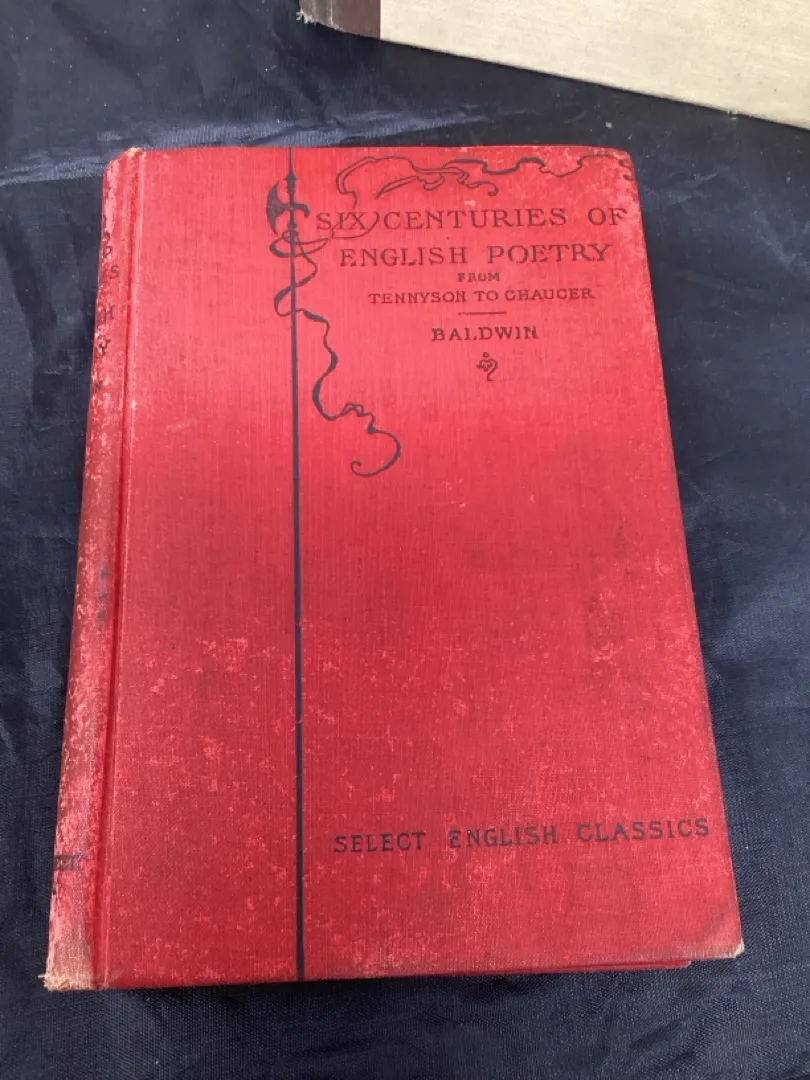 SIX CENTURIES OF
ENGLISH POETRY
FROM
TENNYSON TO CHAUCER
BALDWIN
SELECT ENGLISH CLASSICS